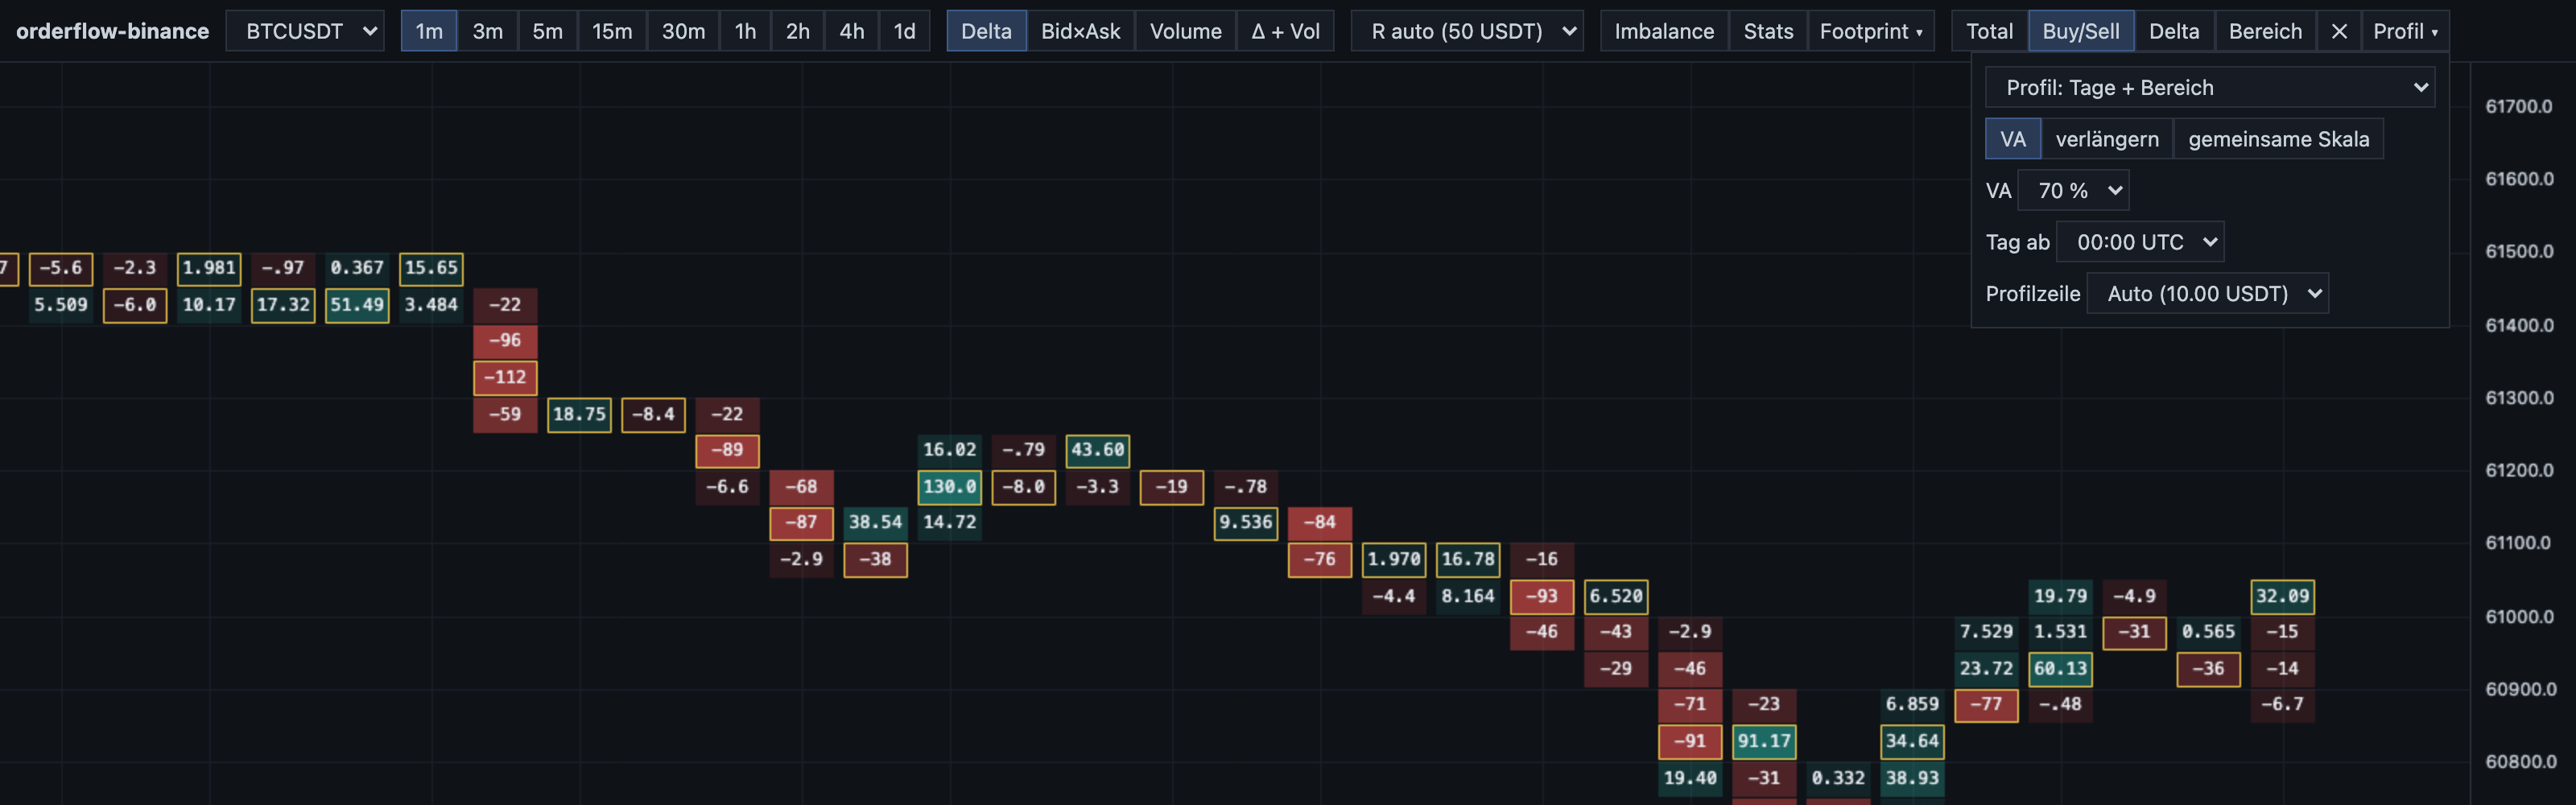 orderflow-binance BTCUSDT 1m 3m 5m 15m 30m 1h 2h 4h 1d Delta Bid×Ask Volume Δ + Vol R auto (50 USDT) Imbalance Stats Footprint ▾ Total Buy/Sell Delta Bereich ✕ Profil ▾
Profil: Tage + Bereich
VA verlängern gemeinsame Skala
VA 70 %
Tag ab 00:00 UTC
Profilzeile Auto (10.00 USDT)
61700.0
61600.0
61500.0
7 −5.6 −2.3 1.981 −.97 0.367 15.65
5.509 −6.0 10.17 17.32 51.49 3.484 −22
61400.0
−96
−112
61300.0
−59 18.75 −8.4 −22
−89 16.02 −.79 43.60
61200.0
−6.6 −68 130.0 −8.0 −3.3 −19 −.78
−87 38.54 14.72 9.536 −84
61100.0
−2.9 −38 −76 1.970 16.78 −16
−4.4 8.164 −93 6.520 19.79 −4.9 32.09
61000.0
−46 −43 −2.9 7.529 1.531 −31 0.565 −15
−29 −46 23.72 60.13 −36 −14
60900.0
−71 −23 6.859 −77 −.48 −6.7
−91 91.17 34.64
60800.0
19.40 −31 0.332 38.93